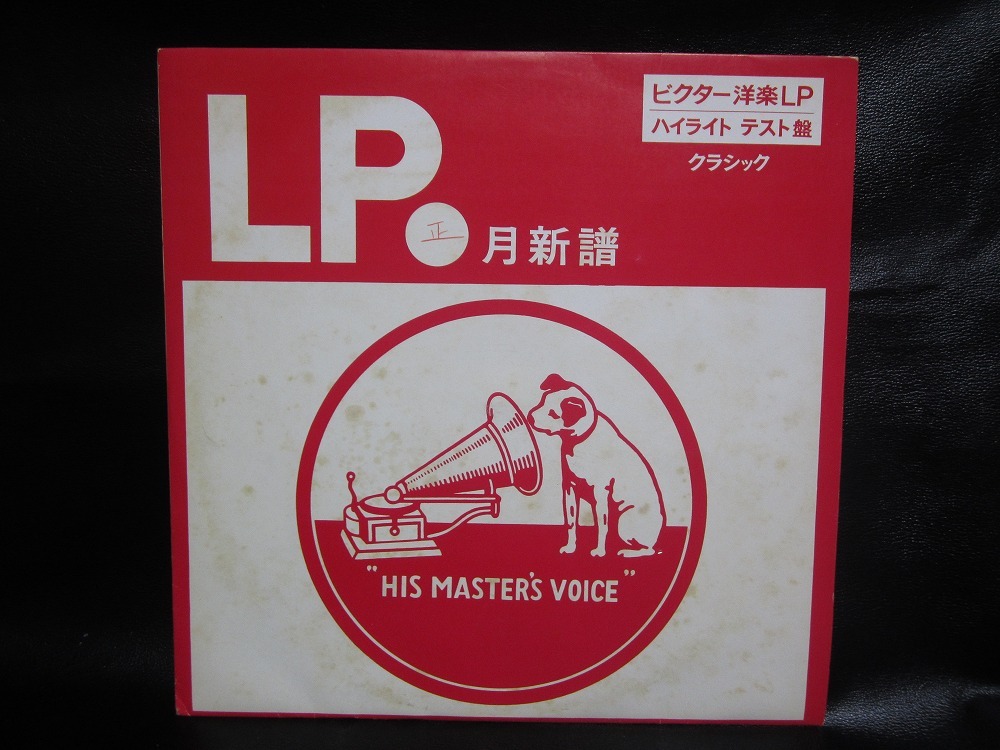 LP.
正月新譜
ビクター洋楽LP
ハイライト テスト盤
クラシック
"HIS MASTER'S VOICE"